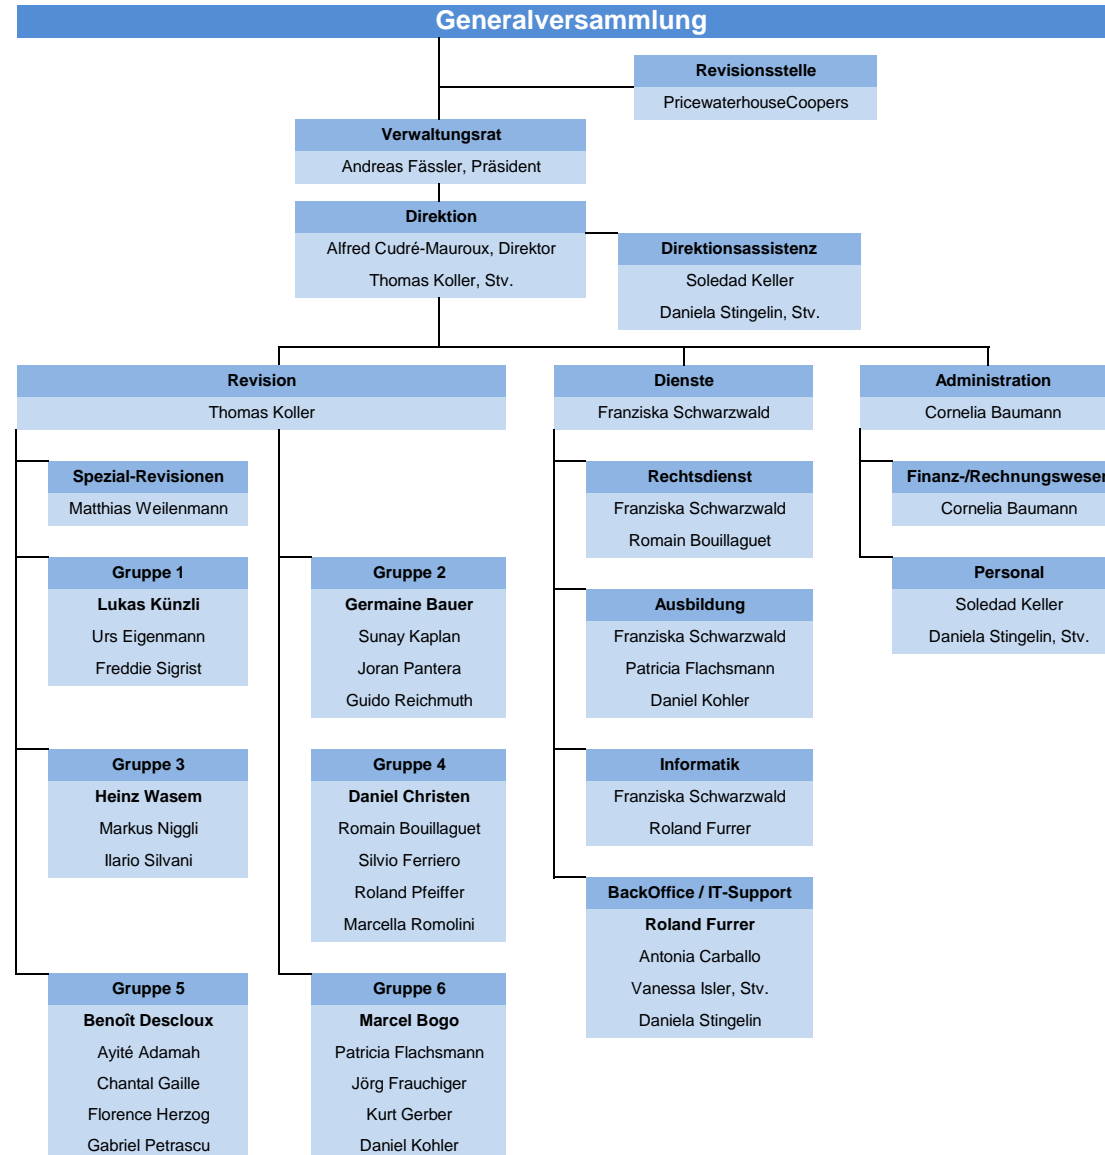 Generalversammlung
Revisionsstelle
PricewaterhouseCoopers
Verwaltungsrat
Andreas Fässler, Präsident
Direktion
Alfred Cudré-Mauroux, Direktor
Thomas Koller, Stv.
Direktionsassistenz
Soledad Keller
Daniela Stingelin, Stv.
Revision
Thomas Koller
Spezial-Revisionen
Matthias Weilenmann
Gruppe 1
Lukas Künzli
Urs Eigenmann
Freddie Sigrist
Gruppe 2
Germaine Bauer
Sunay Kaplan
Joran Pantera
Guido Reichmuth
Gruppe 3
Heinz Wasem
Markus Niggli
Ilario Silvani
Gruppe 4
Daniel Christen
Romain Bouillaguet
Silvio Ferriero
Roland Pfeiffer
Marcella Romolini
Gruppe 5
Benoît Descloux
Ayité Adamah
Chantal Gaille
Florence Herzog
Gabriel Petrascu
Gruppe 6
Marcel Bogo
Patricia Flachsmann
Jörg Frauchiger
Kurt Gerber
Daniel Kohler
Dienste
Franziska Schwarzwald
Rechtsdienst
Franziska Schwarzwald
Romain Bouillaguet
Ausbildung
Franziska Schwarzwald
Patricia Flachsmann
Daniel Kohler
Informatik
Franziska Schwarzwald
Roland Furrer
BackOffice / IT-Support
Roland Furrer
Antonia Carballo
Vanessa Isler, Stv.
Daniela Stingelin
Administration
Cornelia Baumann
Finanz-/Rechnungswesen
Cornelia Baumann
Personal
Soledad Keller
Daniela Stingelin, Stv.